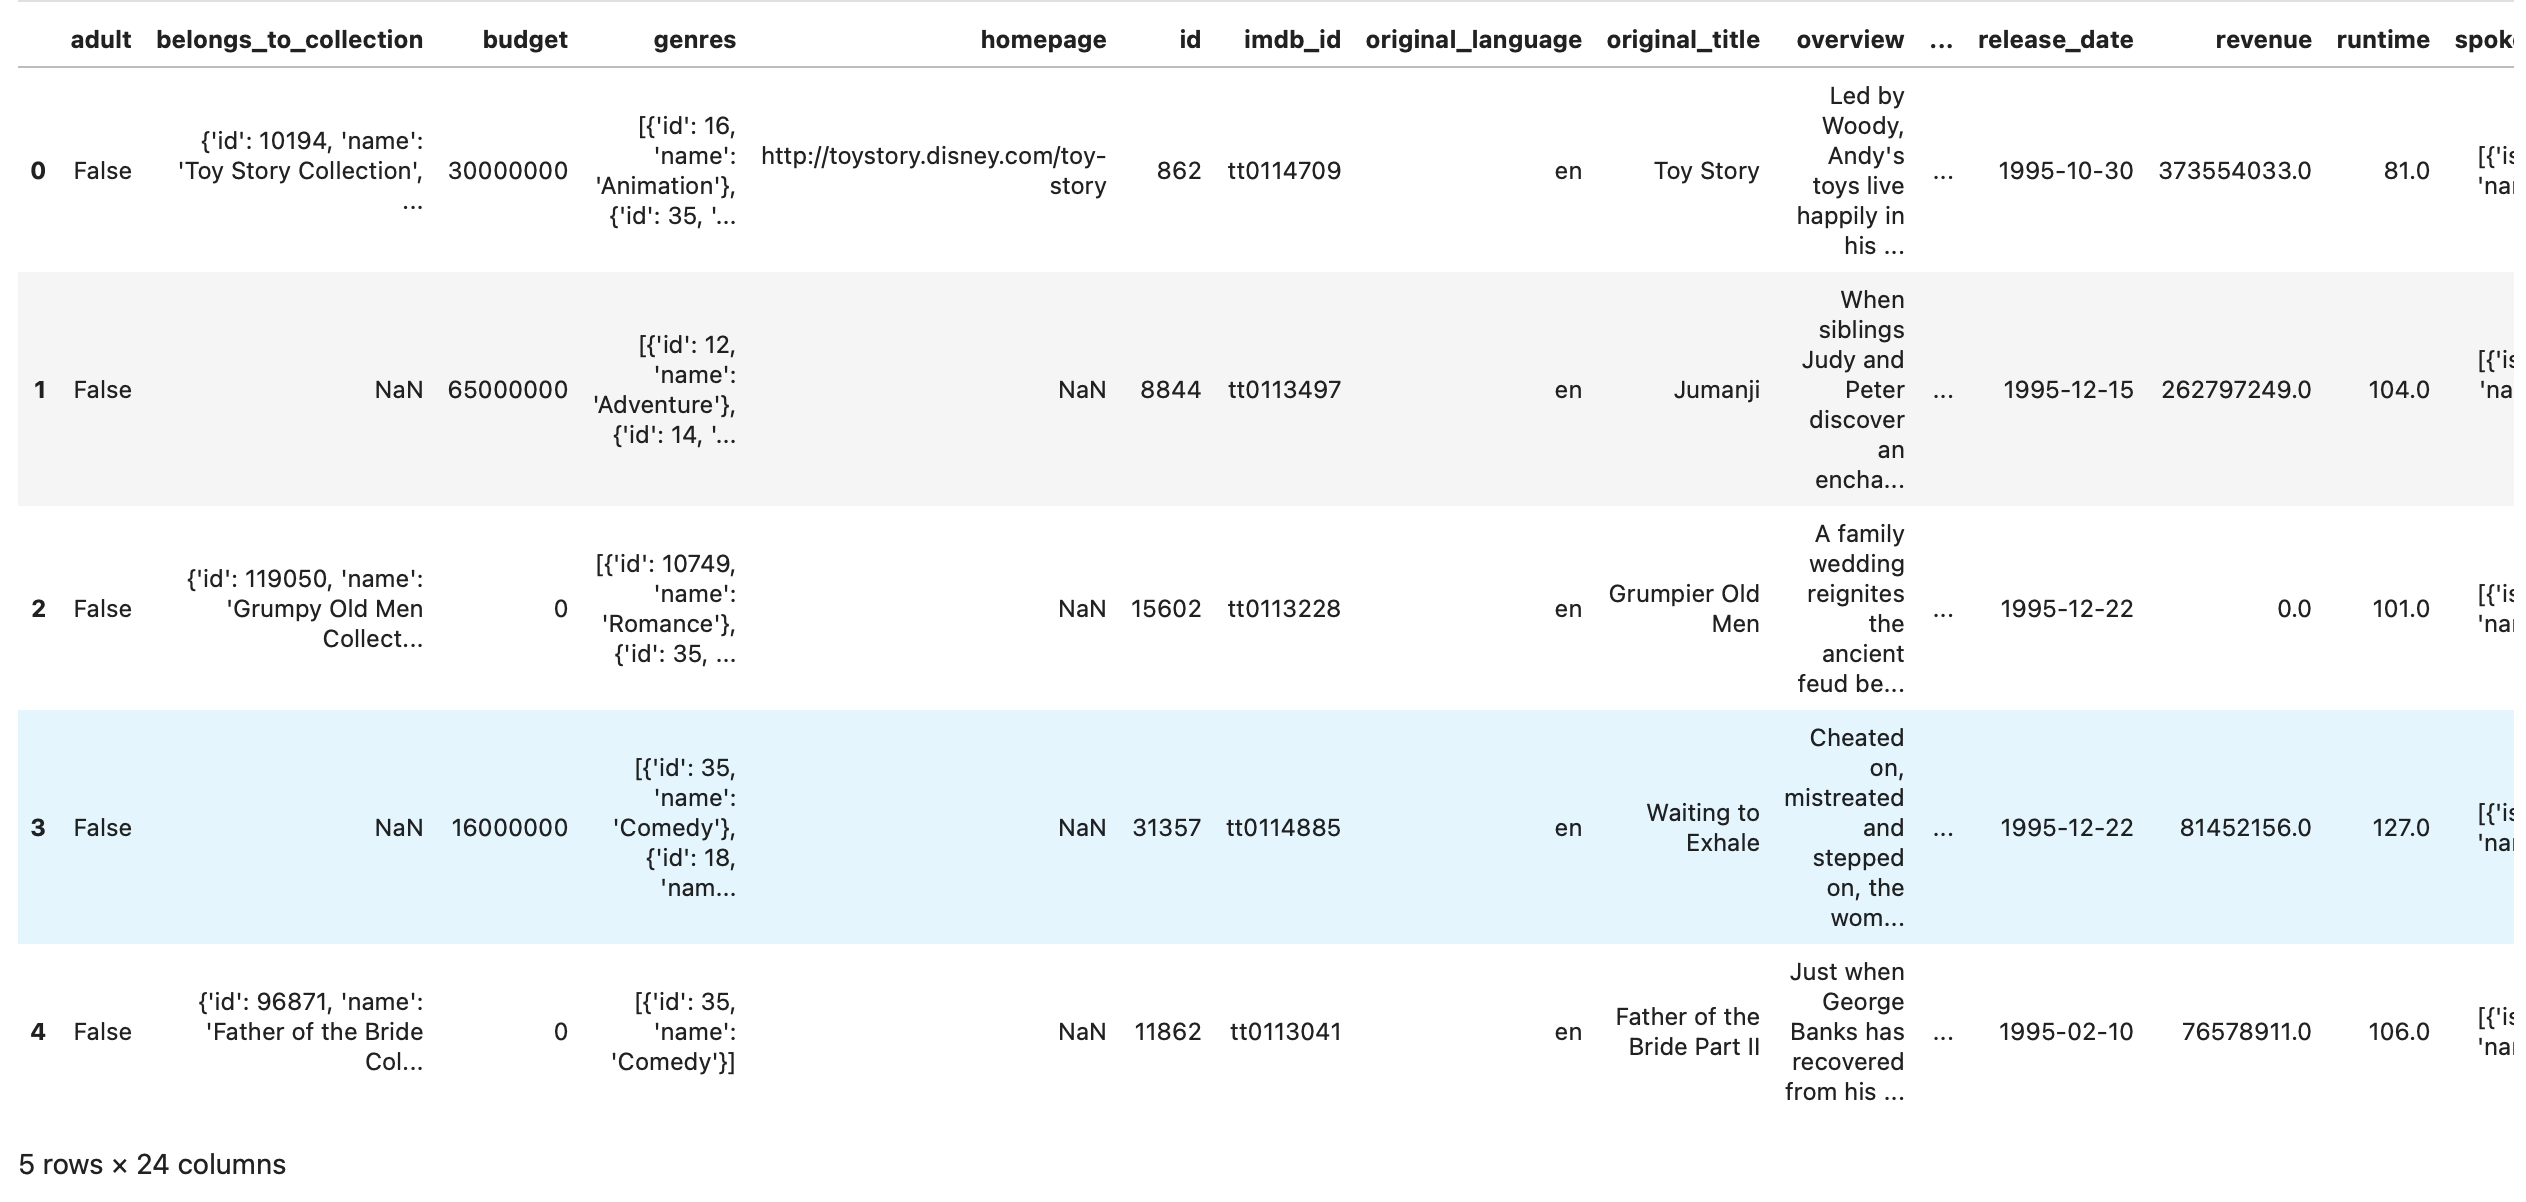 adult belongs_to_collection budget genres homepage id imdb_id original_language original_title overview ... release_date revenue runtime spok
0 False {'id': 10194, 'name': 'Toy Story Collection', ... 30000000 [{'id': 16, 'name': 'Animation'}, {'id': 35, '... http://toystory.disney.com/toy-story 862 tt0114709 en Toy Story Led by Woody, Andy's toys live happily in his ... ... 1995-10-30 373554033.0 81.0 [{'is 'nar
1 False NaN 65000000 [{'id': 12, 'name': 'Adventure'}, {'id': 14, '... NaN 8844 tt0113497 en Jumanji When siblings Judy and Peter discover an encha... ... 1995-12-15 262797249.0 104.0 [{'is 'na
2 False {'id': 119050, 'name': 'Grumpy Old Men Collect... 0 [{'id': 10749, 'name': 'Romance'}, {'id': 35, ... NaN 15602 tt0113228 en Grumpier Old Men A family wedding reignites the ancient feud be... ... 1995-12-22 0.0 101.0 [{'is 'nar
3 False NaN 16000000 [{'id': 35, 'name': 'Comedy'}, {'id': 18, 'nam... NaN 31357 tt0114885 en Waiting to Exhale Cheated on, mistreated and stepped on, the wom... ... 1995-12-22 81452156.0 127.0 [{'is 'nar
4 False {'id': 96871, 'name': 'Father of the Bride Col... 0 [{'id': 35, 'name': 'Comedy'}] NaN 11862 tt0113041 en Father of the Bride Part II Just when George Banks has recovered from his ... ... 1995-02-10 76578911.0 106.0 [{'is 'nar
5 rows × 24 columns